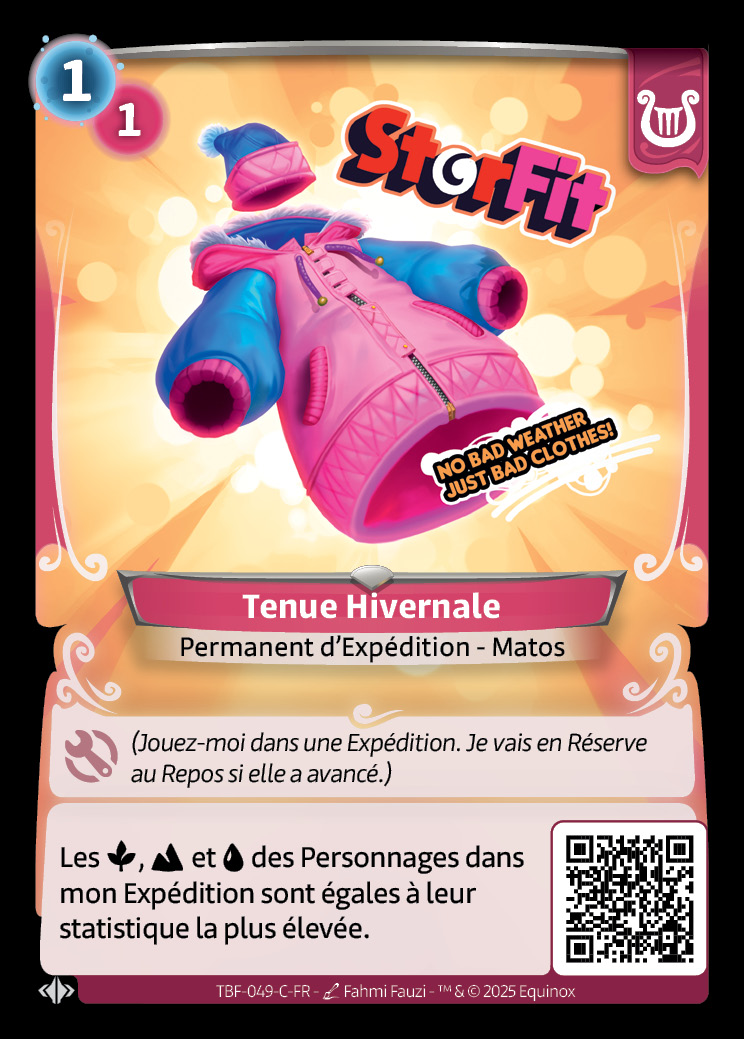 1
1
StorFit
NO BAD WEATHER
JUST BAD CLOTHES!
Tenue Hivernale
Permanent d’Expédition - Matos
(Jouez-moi dans une Expédition. Je vais en Réserve
au Repos si elle a avancé.)
Les , et des Personnages dans
mon Expédition sont égales à leur
statistique la plus élevée.
TBF-049-C-FR - Fahmi Fauzi - ™ & © 2025 Equinox